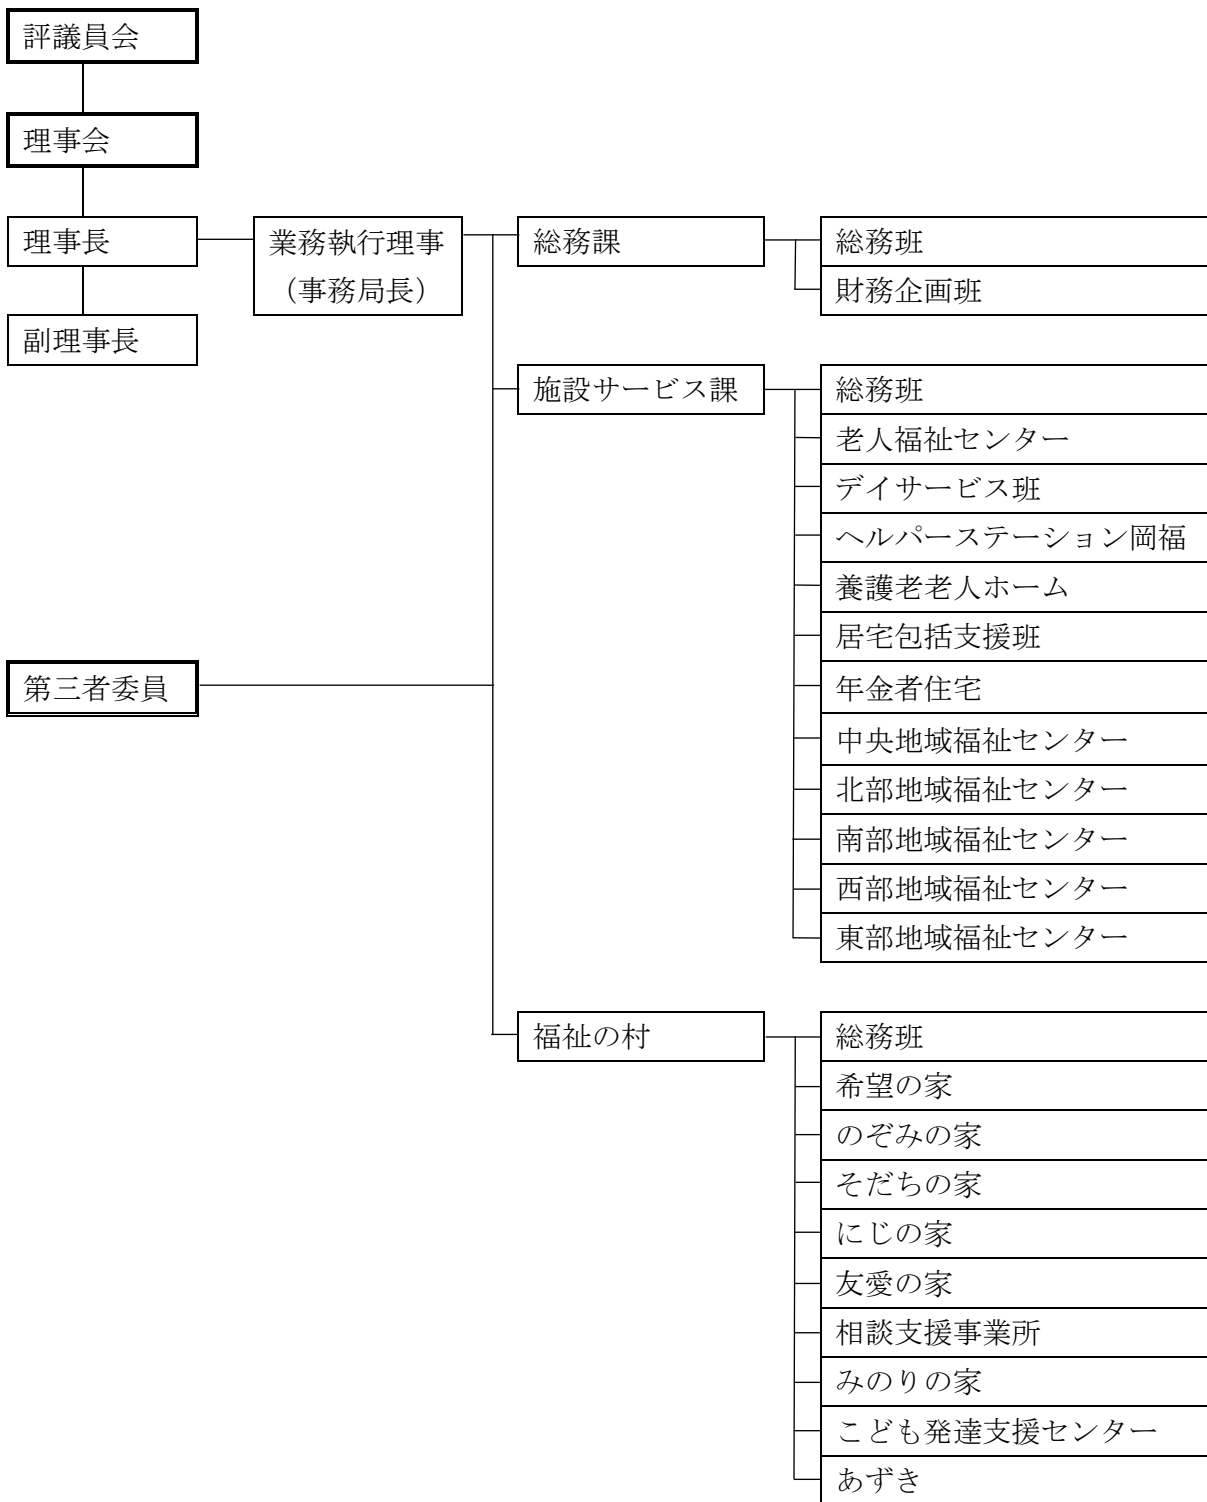 評議員会
理事会
理事長
業務執行理事
（事務局長）
総務課
総務班
財務企画班
副理事長
施設サービス課
総務班
老人福祉センター
デイサービス班
ヘルパーステーション岡福
養護老老人ホーム
居宅包括支援班
年金者住宅
中央地域福祉センター
北部地域福祉センター
南部地域福祉センター
西部地域福祉センター
東部地域福祉センター
第三者委員
福祉の村
総務班
希望の家
のぞみの家
そだちの家
にじの家
友愛の家
相談支援事業所
みのりの家
こども発達支援センター
あずき